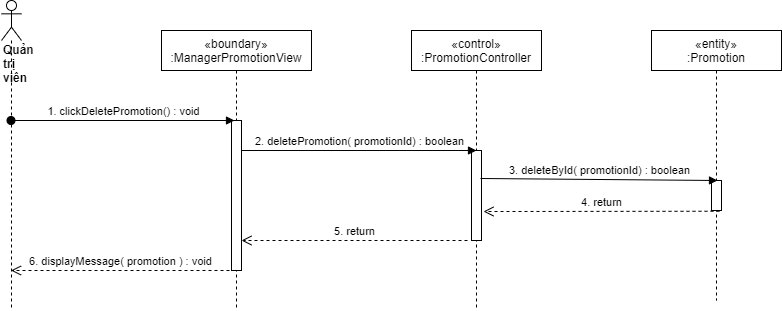 Quản
trị
viên
«boundary»
:ManagerPromotionView
«control»
:PromotionController
«entity»
:Promotion
1. clickDeletePromotion() : void
2. deletePromotion( promotionId) : boolean
3. deleteById( promotionId) : boolean
4. return
5. return
6. displayMessage( promotion ) : void